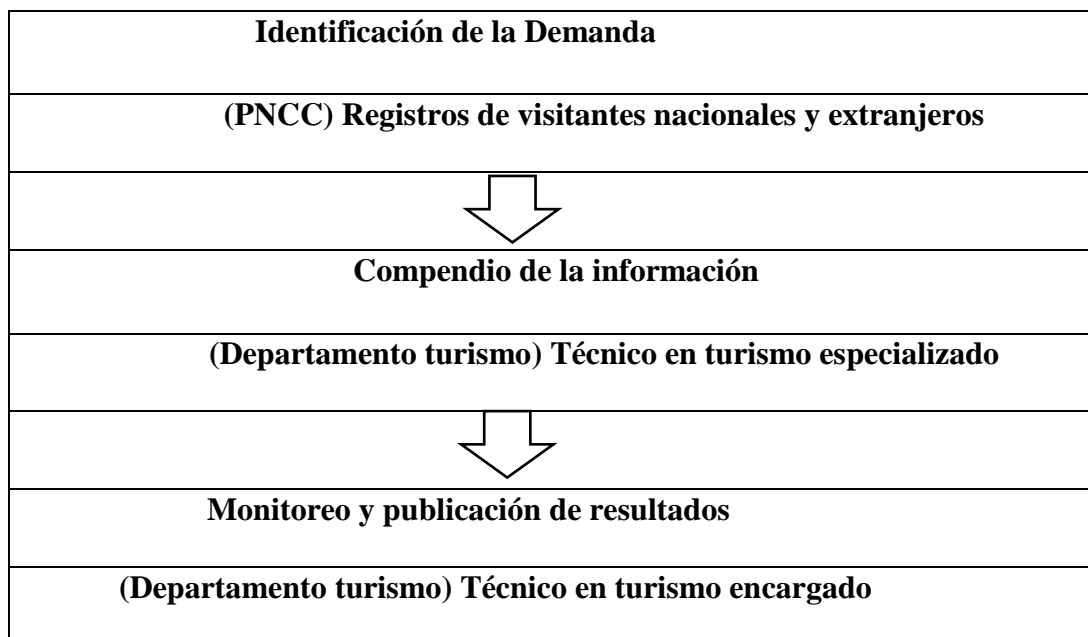 Identificación de la Demanda
(PNCC) Registros de visitantes nacionales y extranjeros
Compendio de la información
(Departamento turismo) Técnico en turismo especializado
Monitoreo y publicación de resultados
(Departamento turismo) Técnico en turismo encargado